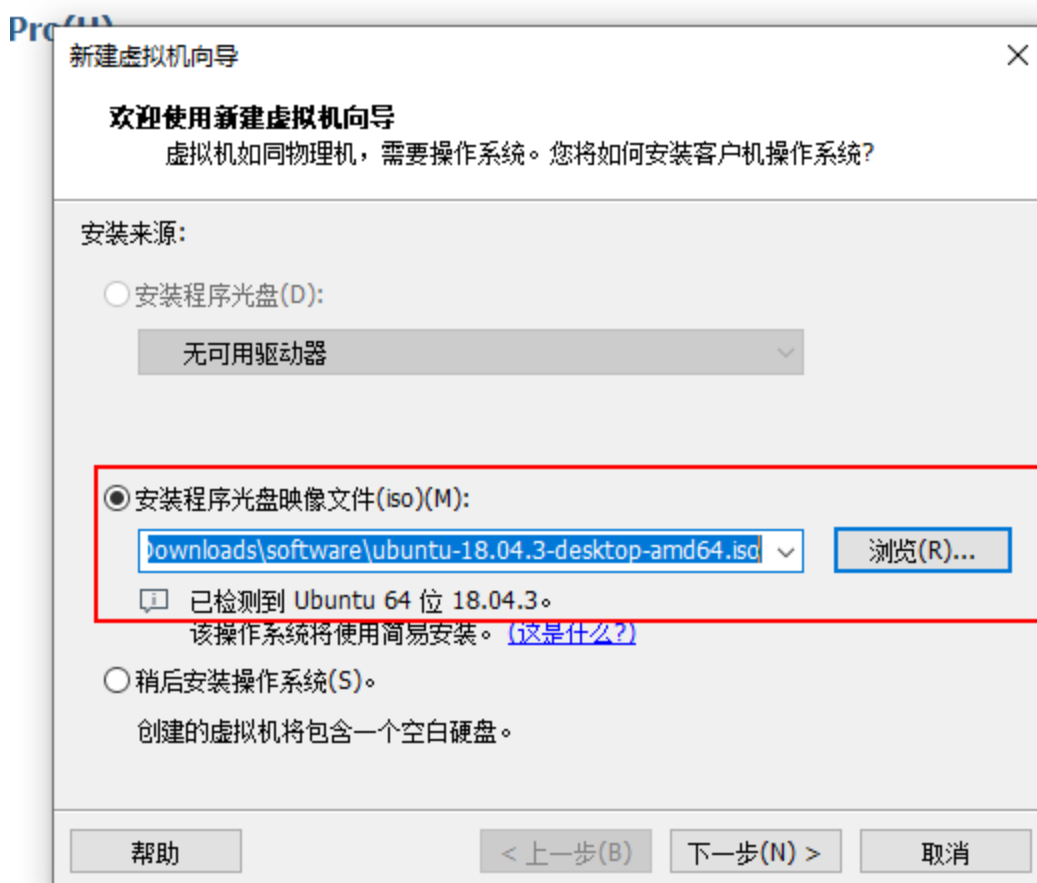 新建虚拟机向导
欢迎使用新建虚拟机向导
虚拟机如同物理机，需要操作系统。您将如何安装客户机操作系统?
安装来源:
安装程序光盘(D):
无可用驱动器
安装程序光盘映像文件(iso)(M):
ownloads\software\ubuntu-18.04.3-desktop-amd64.iso
浏览(R)...
已检测到 Ubuntu 64 位 18.04.3。
该操作系统将使用简易安装。 (这是什么?)
稍后安装操作系统(S)。
创建的虚拟机将包含一个空白硬盘。
帮助
< 上一步(B)
下一步(N) >
取消